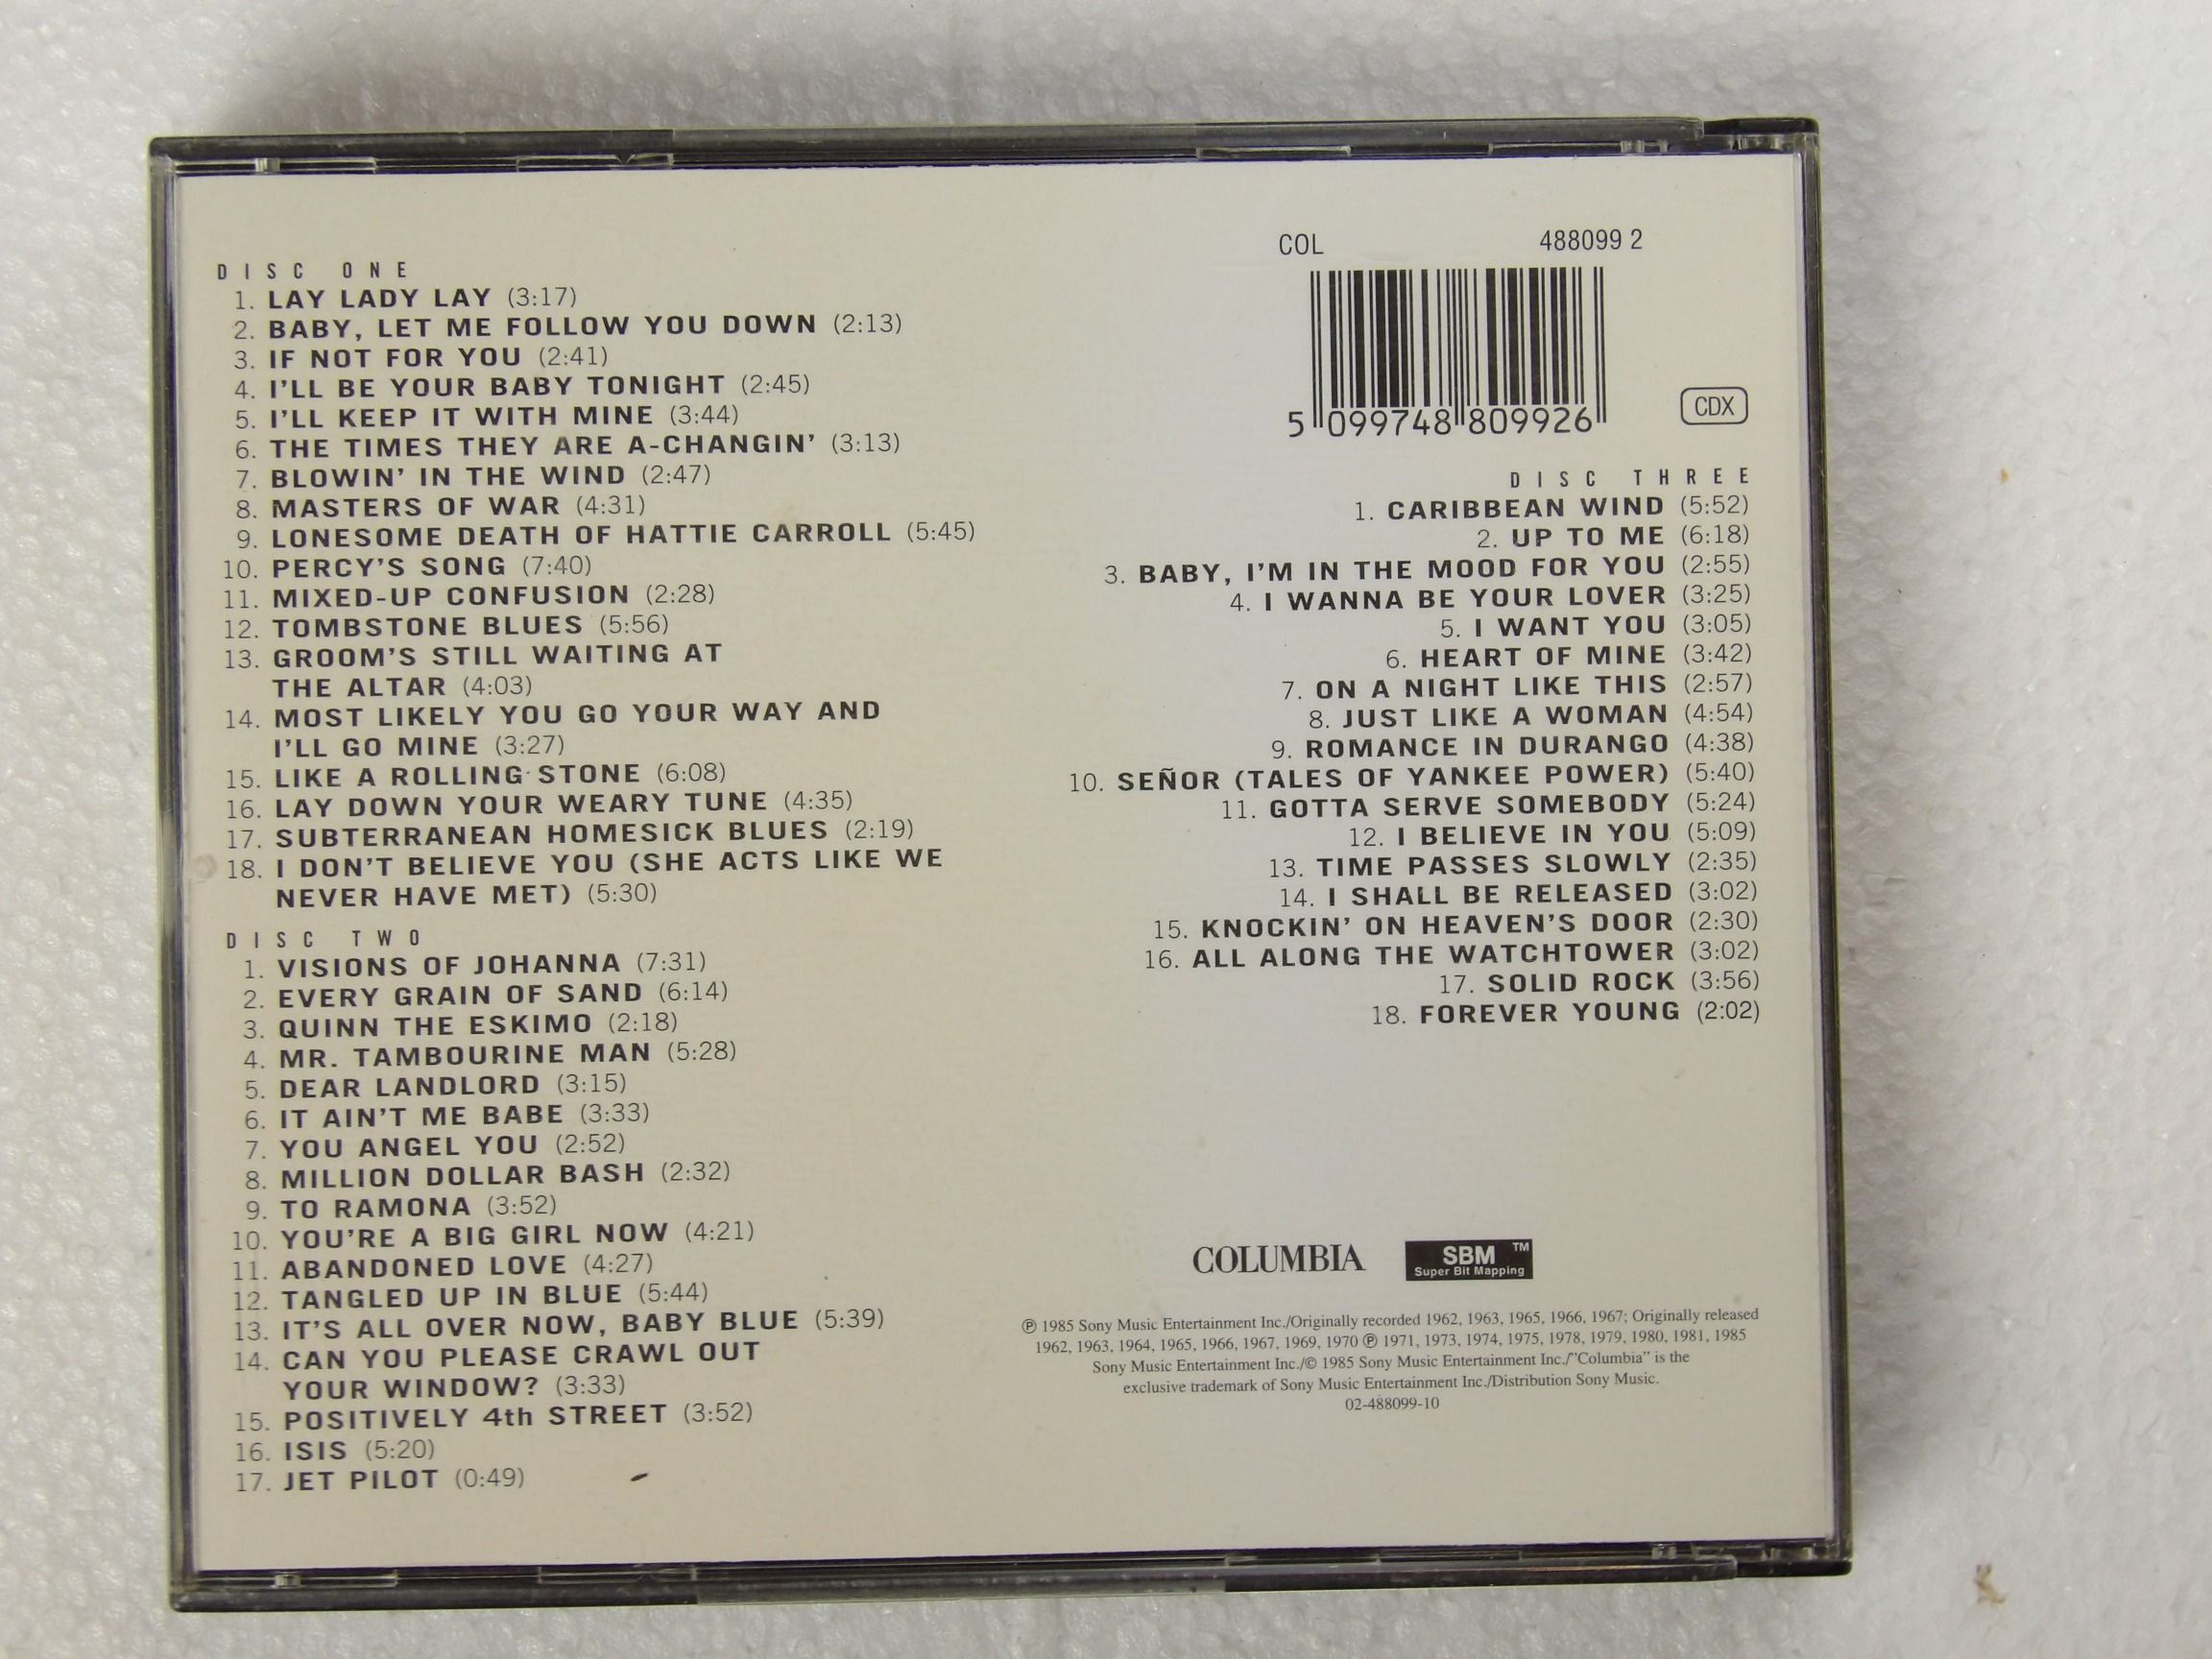 DISC ONE
1. LAY LADY LAY (3:17)
2. BABY, LET ME FOLLOW YOU DOWN (2:13)
3. IF NOT FOR YOU (2:41)
4. I'LL BE YOUR BABY TONIGHT (2:45)
5. I'LL KEEP IT WITH MINE (3:44)
6. THE TIMES THEY ARE A-CHANGIN' (3:13)
7. BLOWIN' IN THE WIND (2:47)
8. MASTERS OF WAR (4:31)
9. LONESOME DEATH OF HATTIE CARROLL (5:45)
10. PERCY'S SONG (7:40)
11. MIXED-UP CONFUSION (2:28)
12. TOMBSTONE BLUES (5:56)
13. GROOM'S STILL WAITING AT
THE ALTAR (4:03)
14. MOST LIKELY YOU GO YOUR WAY AND
I'LL GO MINE (3:27)
15. LIKE A ROLLING STONE (6:08)
16. LAY DOWN YOUR WEARY TUNE (4:35)
17. SUBTERRANEAN HOMESICK BLUES (2:19)
18. I DON'T BELIEVE YOU (SHE ACTS LIKE WE
NEVER HAVE MET) (5:30)
DISC TWO
1. VISIONS OF JOHANNA (7:31)
2. EVERY GRAIN OF SAND (6:14)
3. QUINN THE ESKIMO (2:18)
4. MR. TAMBOURINE MAN (5:28)
5. DEAR LANDLORD (3:15)
6. IT AIN'T ME BABE (3:33)
7. YOU ANGEL YOU (2:52)
8. MILLION DOLLAR BASH (2:32)
9. TO RAMONA (3:52)
10. YOU'RE A BIG GIRL NOW (4:21)
11. ABANDONED LOVE (4:27)
12. TANGLED UP IN BLUE (5:44)
13. IT'S ALL OVER NOW, BABY BLUE (5:39)
14. CAN YOU PLEASE CRAWL OUT
YOUR WINDOW? (3:33)
15. POSITIVELY 4th STREET (3:52)
16. ISIS (5:20)
17. JET PILOT (0:49)
COL 488099 2
5 099748 809926
CDX
DISC THREE
1. CARIBBEAN WIND (5:52)
2. UP TO ME (6:18)
3. BABY, I'M IN THE MOOD FOR YOU (2:55)
4. I WANNA BE YOUR LOVER (3:25)
5. I WANT YOU (3:05)
6. HEART OF MINE (3:42)
7. ON A NIGHT LIKE THIS (2:57)
8. JUST LIKE A WOMAN (4:54)
9. ROMANCE IN DURANGO (4:38)
10. SEÑOR (TALES OF YANKEE POWER) (5:40)
11. GOTTA SERVE SOMEBODY (5:24)
12. I BELIEVE IN YOU (5:09)
13. TIME PASSES SLOWLY (2:35)
14. I SHALL BE RELEASED (3:02)
15. KNOCKIN' ON HEAVEN'S DOOR (2:30)
16. ALL ALONG THE WATCHTOWER (3:02)
17. SOLID ROCK (3:56)
18. FOREVER YOUNG (2:02)
COLUMBIA
SBM TM
Super Bit Mapping
℗ 1985 Sony Music Entertainment Inc./Originally recorded 1962, 1963, 1965, 1966, 1967; Originally released
1962, 1963, 1964, 1965, 1966, 1967, 1969, 1970 ℗ 1971, 1973, 1974, 1975, 1978, 1979, 1980, 1981, 1985
Sony Music Entertainment Inc./© 1985 Sony Music Entertainment Inc./"Columbia" is the
exclusive trademark of Sony Music Entertainment Inc./Distribution Sony Music.
02-488099-10